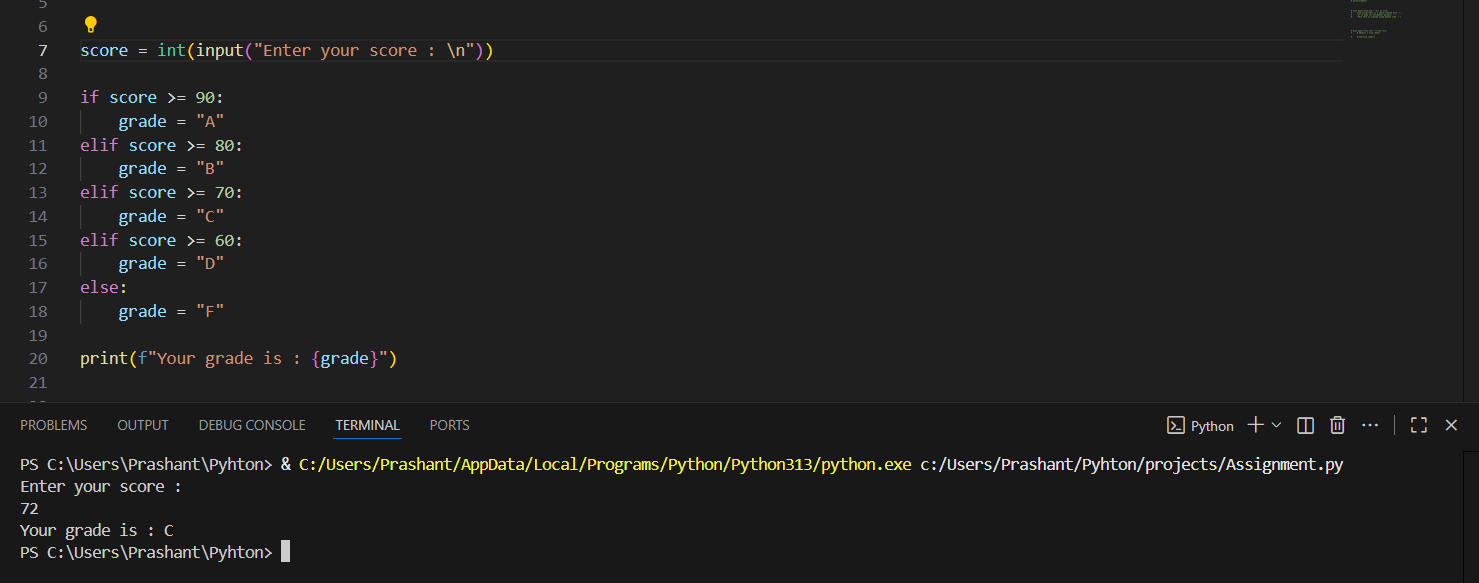 5
6
7 score = int(input("Enter your score : \n"))
8
9 if score >= 90:
10     grade = "A"
11 elif score >= 80:
12     grade = "B"
13 elif score >= 70:
14     grade = "C"
15 elif score >= 60:
16     grade = "D"
17 else:
18     grade = "F"
19
20 print(f"Your grade is : {grade}")
21
PROBLEMS OUTPUT DEBUG CONSOLE TERMINAL PORTS Python
PS C:\Users\Prashant\Pyhton> & C:/Users/Prashant/AppData/Local/Programs/Python/Python313/python.exe c:/Users/Prashant/Pyhton/projects/Assignment.py
Enter your score :
72
Your grade is : C
PS C:\Users\Prashant\Pyhton>